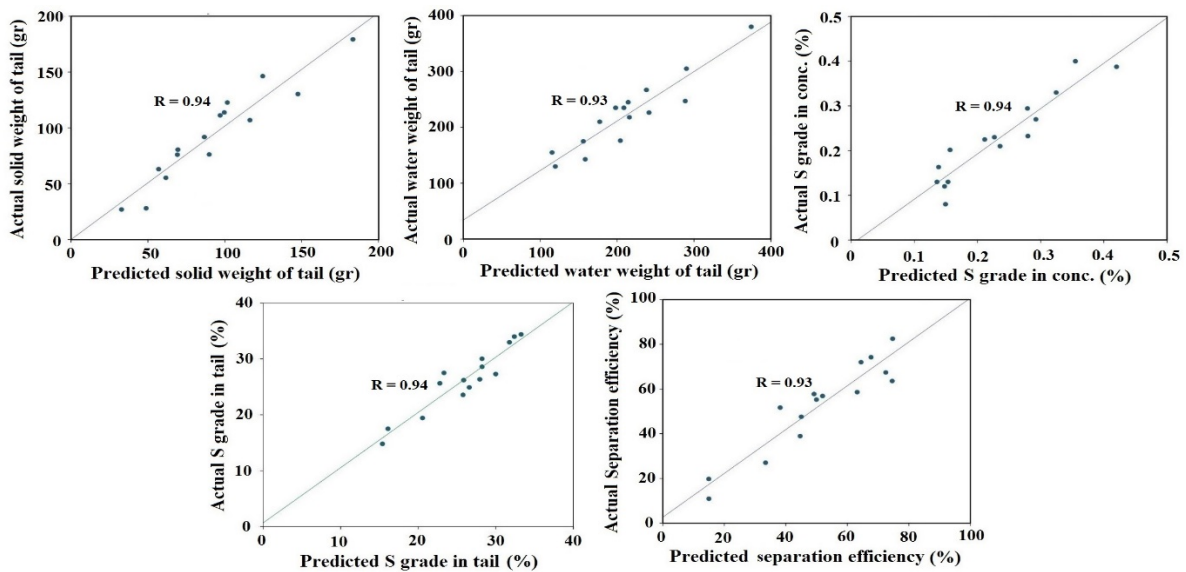 Actual solid weight of tail (gr)
200
150
100
50
0
R = 0.94
0 50 100 150 200
Predicted solid weight of tail (gr)
Actual water weight of tail (gr)
400
300
200
100
0
R = 0.93
0 100 200 300 400
Predicted water weight of tail (gr)
Actual S grade in conc. (%)
0.5
0.4
0.3
0.2
0.1
0
R = 0.94
0 0.1 0.2 0.3 0.4 0.5
Predicted S grade in conc. (%)
Actual S grade in tail (%)
40
30
20
10
0
R = 0.94
0 10 20 30 40
Predicted S grade in tail (%)
Actual Separation efficiency (%)
100
80
60
40
20
0
R = 0.93
0 20 40 60 80 100
Predicted separation efficiency (%)